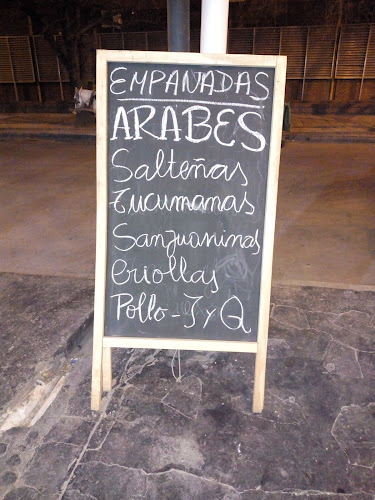 EMPANADAS
ARABES
Salteñas
Tucumanas
Sanjuaninas
Criollas
Pollo - J y Q